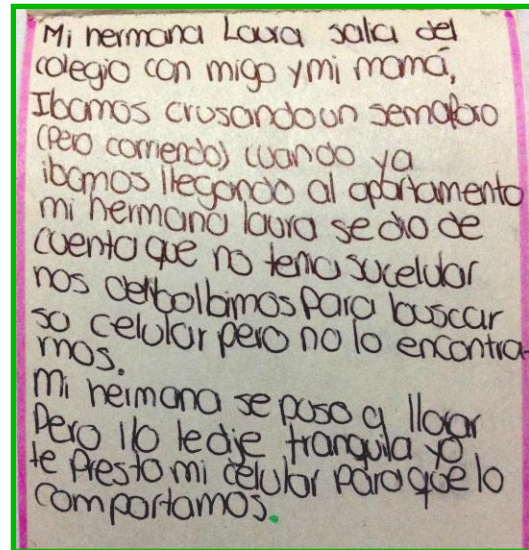 Mi hermana Laura salia del
colegio con migo y mi mamá,
Ibamos crusando un semaforo
(Pero corriendo) cuando ya
ibamos llegando al apartamento
mi hermana laura se dio de
cuenta que no tenia su celular
nos debolbimos para buscar
so celular pero no lo encontra-
mos.
Mi heimana se puso a llorar
Pero llo le dije tranquila yo
te Presto mi celular para que lo
compartamos.